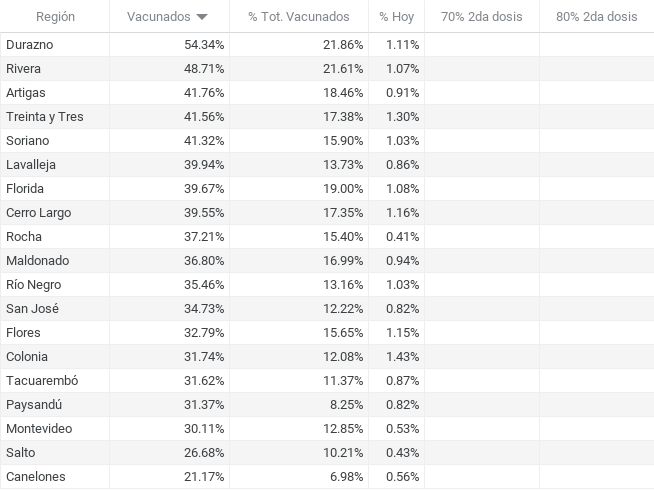 Región Vacunados % Tot. Vacunados % Hoy 70% 2da dosis 80% 2da dosis
Durazno 54.34% 21.86% 1.11%
Rivera 48.71% 21.61% 1.07%
Artigas 41.76% 18.46% 0.91%
Treinta y Tres 41.56% 17.38% 1.30%
Soriano 41.32% 15.90% 1.03%
Lavalleja 39.94% 13.73% 0.86%
Florida 39.67% 19.00% 1.08%
Cerro Largo 39.55% 17.35% 1.16%
Rocha 37.21% 15.40% 0.41%
Maldonado 36.80% 16.99% 0.94%
Río Negro 35.46% 13.16% 1.03%
San José 34.73% 12.22% 0.82%
Flores 32.79% 15.65% 1.15%
Colonia 31.74% 12.08% 1.43%
Tacuarembó 31.62% 11.37% 0.87%
Paysandú 31.37% 8.25% 0.82%
Montevideo 30.11% 12.85% 0.53%
Salto 26.68% 10.21% 0.43%
Canelones 21.17% 6.98% 0.56%